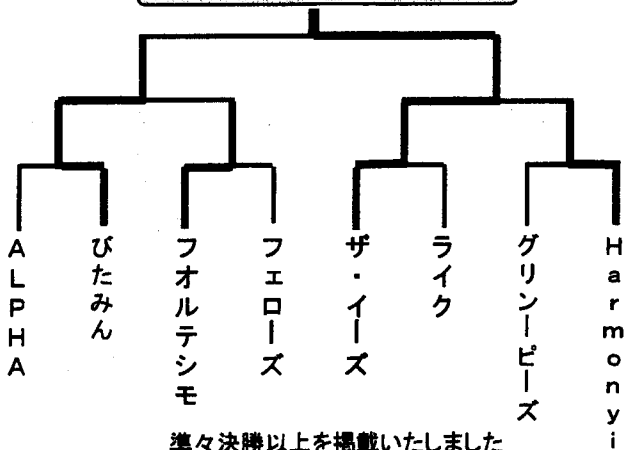 ALPHA
びたみん
フオルテシモ
フェローズ
ザ・イーズ
ライク
グリンーピーズ
Harmonyi
準々決勝以上を掲載いたしました